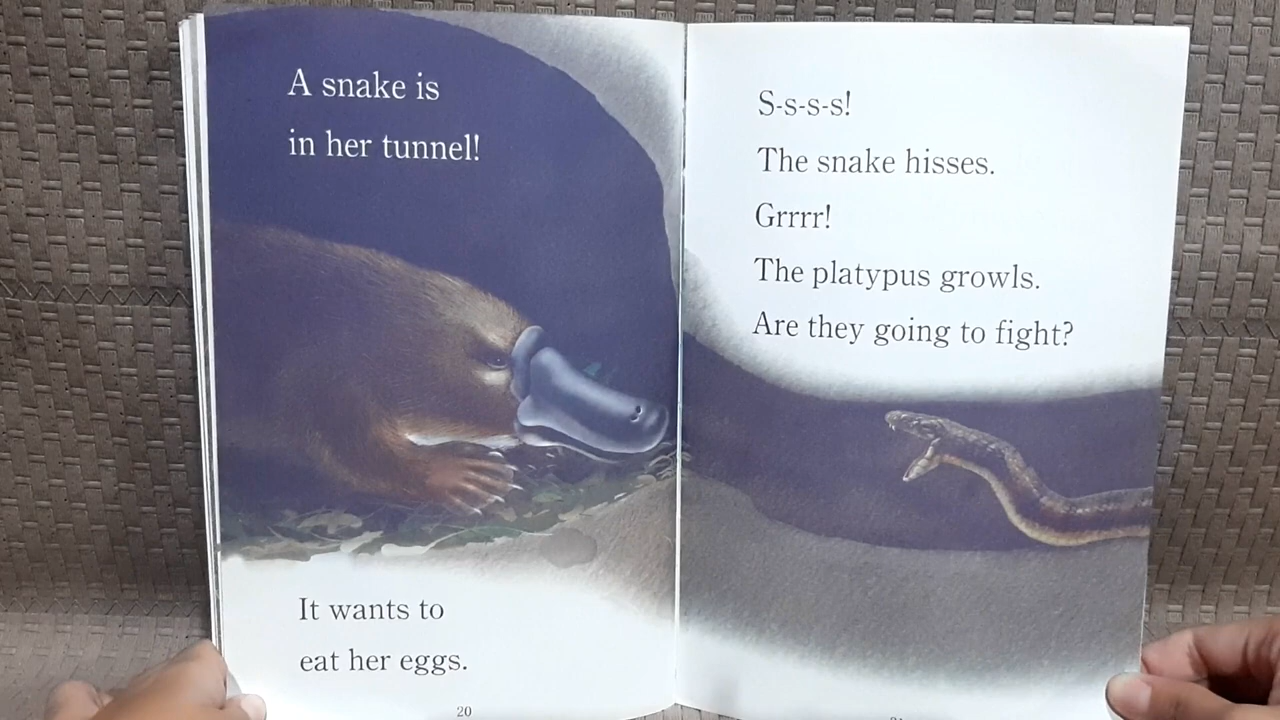 A snake is
in her tunnel!
It wants to
eat her eggs.
20
S-s-s-s!
The snake hisses.
Grrrr!
The platypus growls.
Are they going to fight?